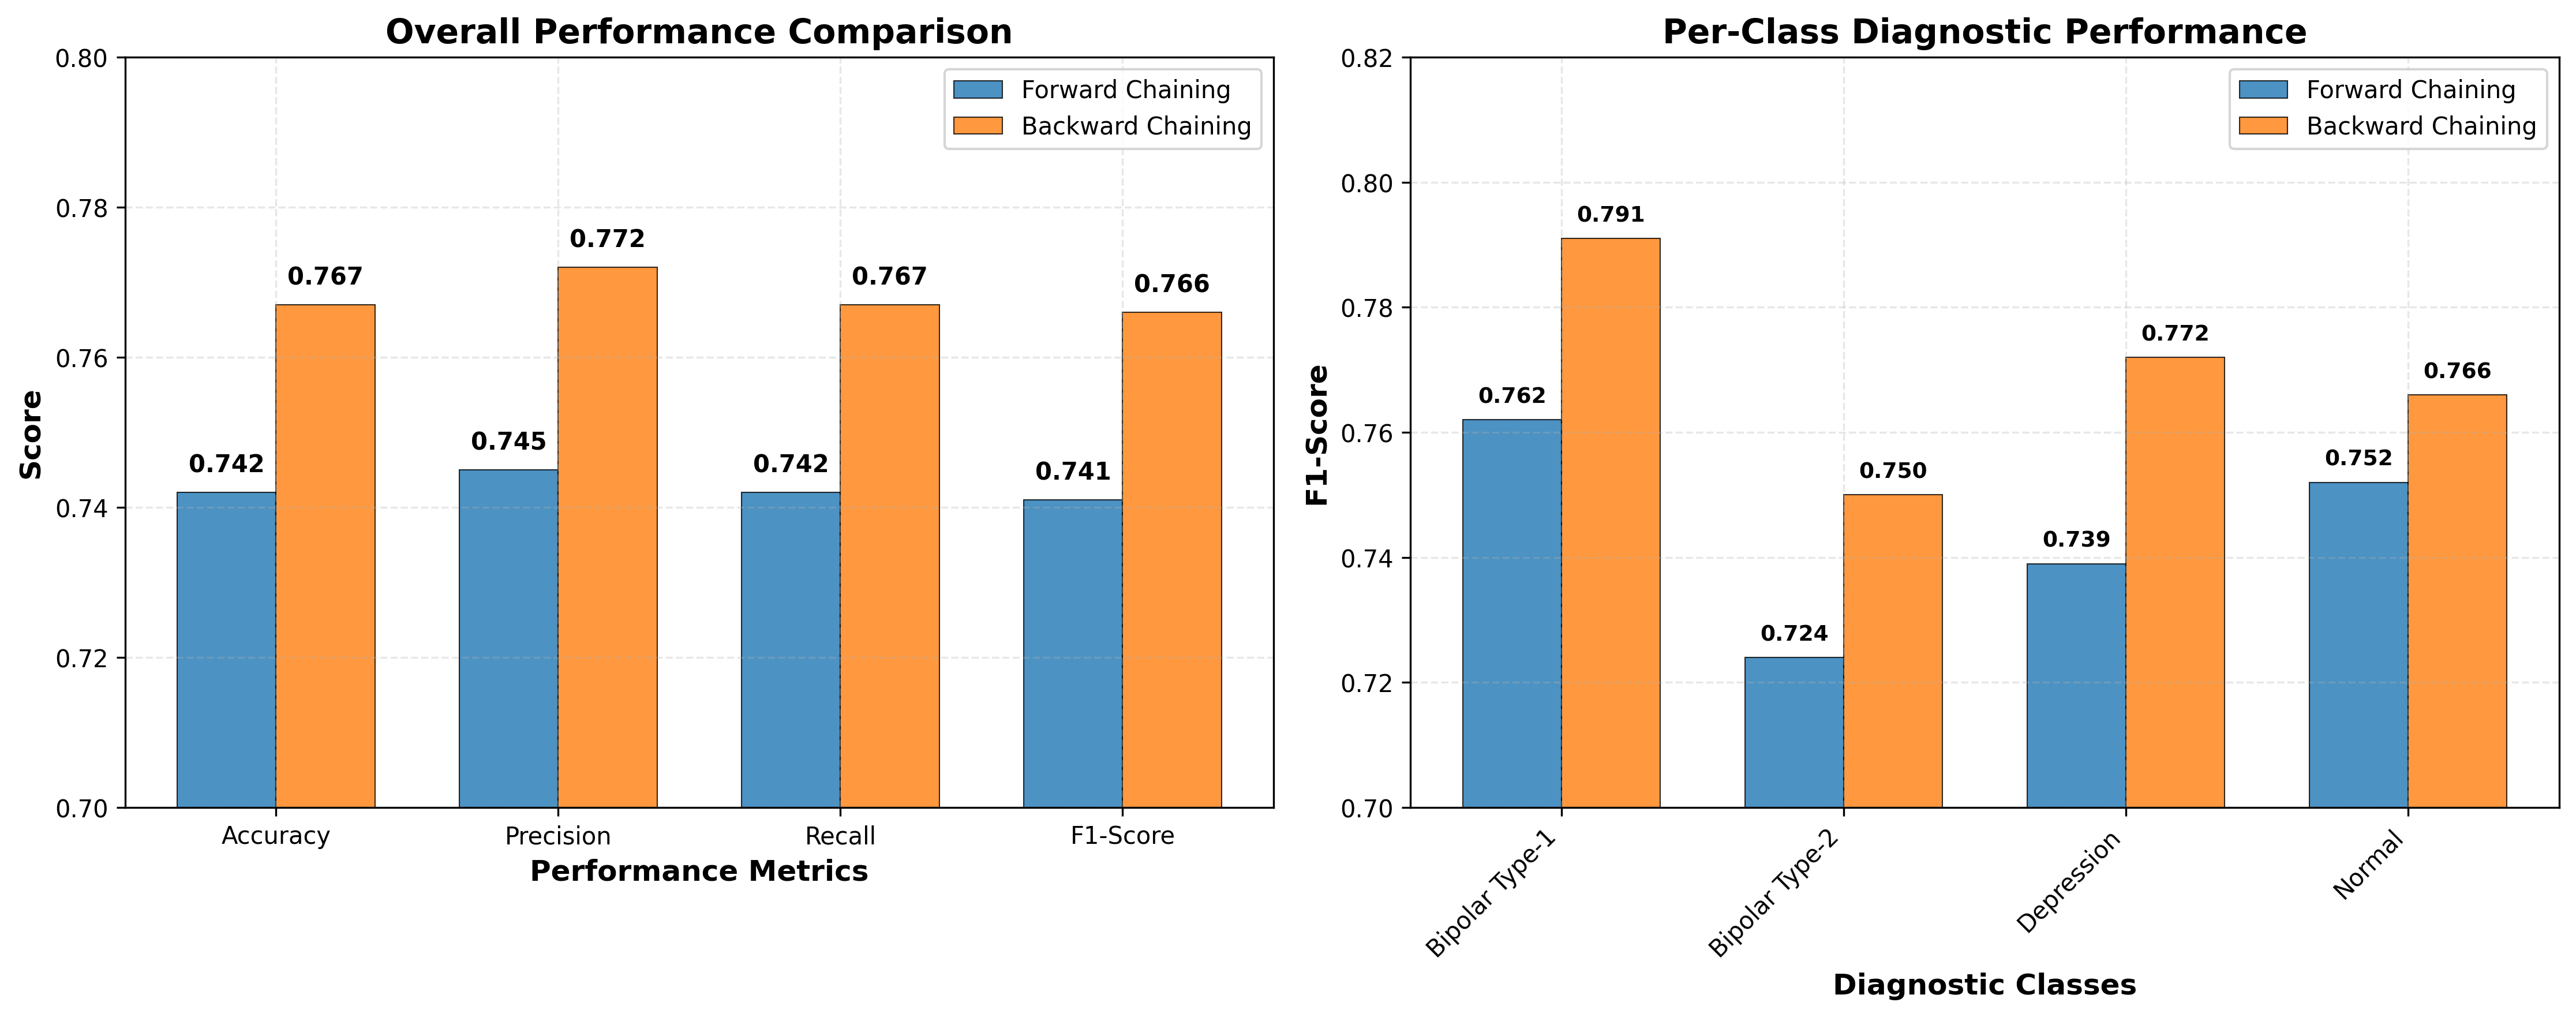 Overall Performance Comparison
0.80
0.78
0.76
0.74
0.72
0.70
Score
Forward Chaining
Backward Chaining
0.742
0.767
0.745
0.772
0.742
0.767
0.741
0.766
Accuracy
Precision
Recall
F1-Score
Performance Metrics
Per-Class Diagnostic Performance
0.82
0.80
0.78
0.76
0.74
0.72
0.70
F1-Score
Forward Chaining
Backward Chaining
0.762
0.791
0.724
0.750
0.739
0.772
0.752
0.766
Bipolar Type-1
Bipolar Type-2
Depression
Normal
Diagnostic Classes